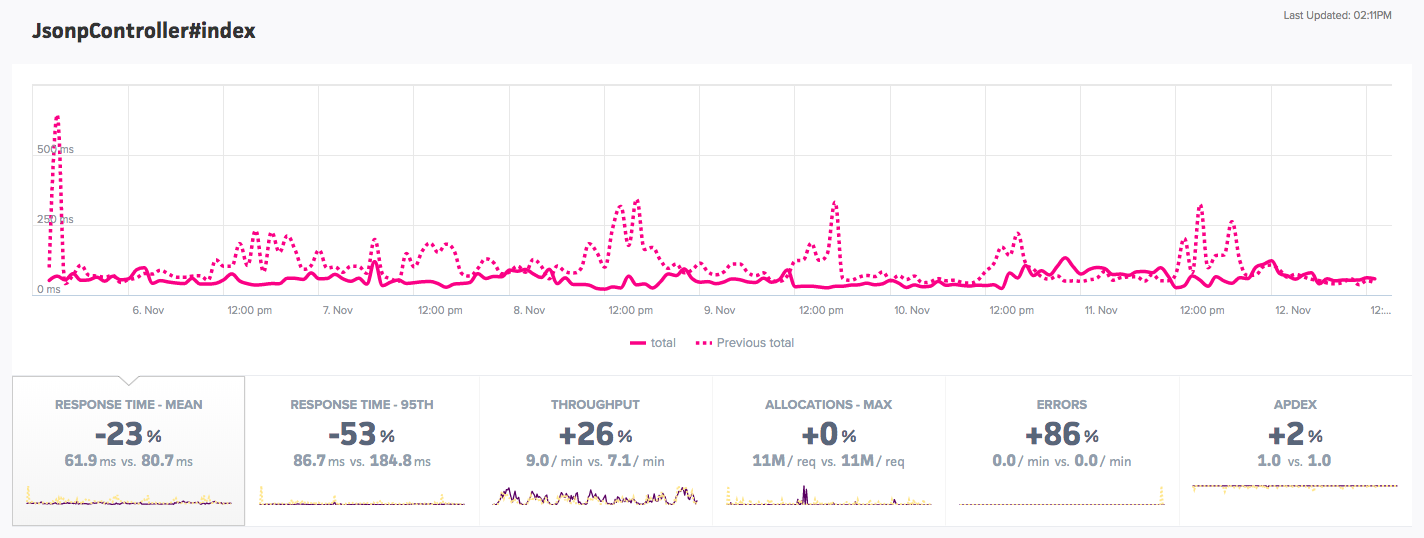 Last Updated: 02:11PM
JsonpController#index
500 ms
250 ms
0 ms
6. Nov 12:00 pm 7. Nov 12:00 pm 8. Nov 12:00 pm 9. Nov 12:00 pm 10. Nov 12:00 pm 11. Nov 12:00 pm 12. Nov 12:...
total Previous total
RESPONSE TIME - MEAN
-23 %
61.9 ms vs. 80.7 ms
RESPONSE TIME - 95TH
-53 %
86.7 ms vs. 184.8 ms
THROUGHPUT
+26 %
9.0 / min vs. 7.1 / min
ALLOCATIONS - MAX
+0 %
11M / req vs. 11M / req
ERRORS
+86 %
0.0 / min vs. 0.0 / min
APDEX
+2 %
1.0 vs. 1.0